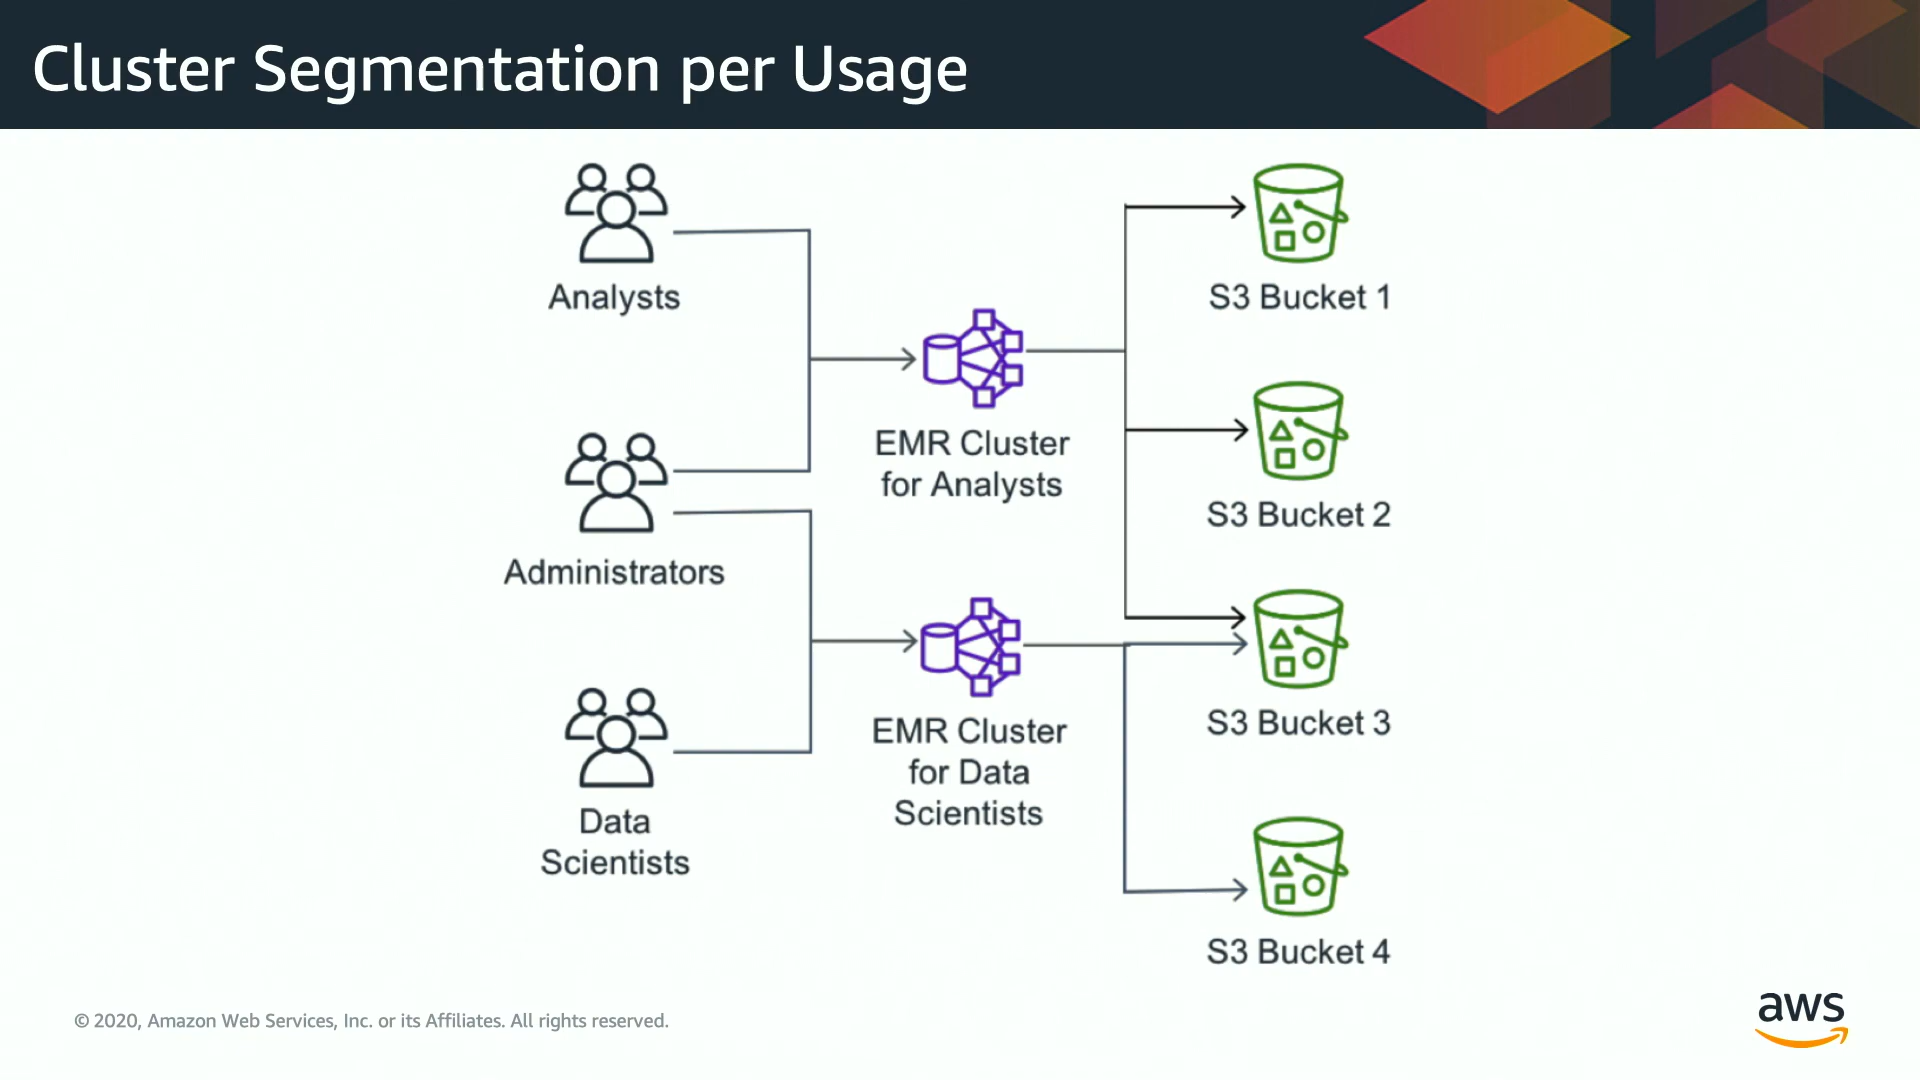 Cluster Segmentation per Usage
Analysts
S3 Bucket 1
EMR Cluster
for Analysts
S3 Bucket 2
Administrators
S3 Bucket 3
EMR Cluster
for Data
Scientists
Data
Scientists
S3 Bucket 4
© 2020, Amazon Web Services, Inc. or its Affiliates. All rights reserved.
aws